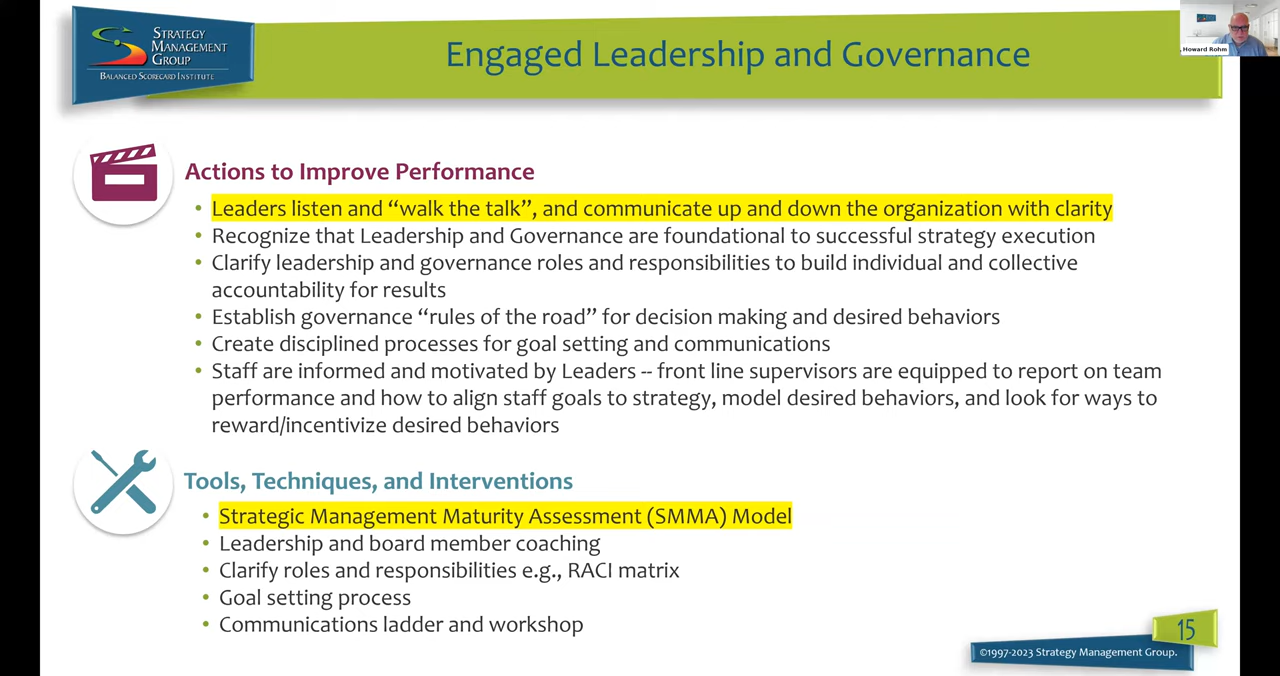 STRATEGY
MANAGEMENT
GROUP
BALANCED SCORECARD INSTITUTE
Engaged Leadership and Governance
Howard Rohm
Actions to Improve Performance
• Leaders listen and “walk the talk”, and communicate up and down the organization with clarity
• Recognize that Leadership and Governance are foundational to successful strategy execution
• Clarify leadership and governance roles and responsibilities to build individual and collective
accountability for results
• Establish governance “rules of the road” for decision making and desired behaviors
• Create disciplined processes for goal setting and communications
• Staff are informed and motivated by Leaders -- front line supervisors are equipped to report on team
performance and how to align staff goals to strategy, model desired behaviors, and look for ways to
reward/incentivize desired behaviors
Tools, Techniques, and Interventions
• Strategic Management Maturity Assessment (SMMA) Model
• Leadership and board member coaching
• Clarify roles and responsibilities e.g., RACI matrix
• Goal setting process
• Communications ladder and workshop
15
©1997-2023 Strategy Management Group.